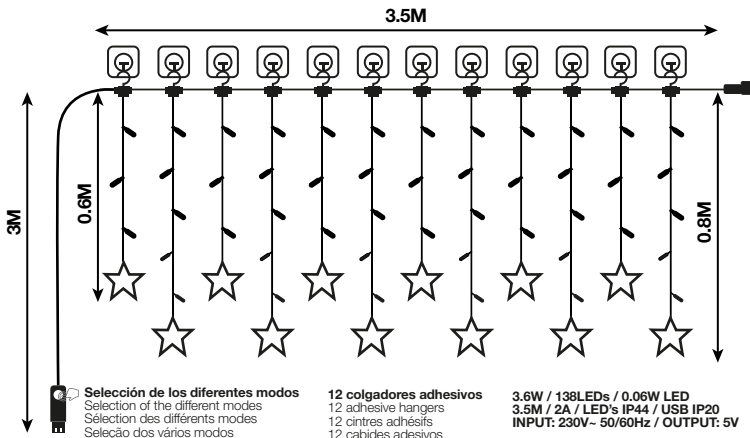 3.5M
3M
0.6M
0.8M
Selección de los diferentes modos
Selection of the different modes
Sélection des différents modes
Seleção dos vários modos
12 colgadores adhesivos
12 adhesive hangers
12 cintres adhésifs
12 cabides adesivos
3.6W / 138LEDs / 0.06W LED
3.5M / 2A / LED's IP44 / USB IP20
INPUT: 230V~ 50/60Hz / OUTPUT: 5V